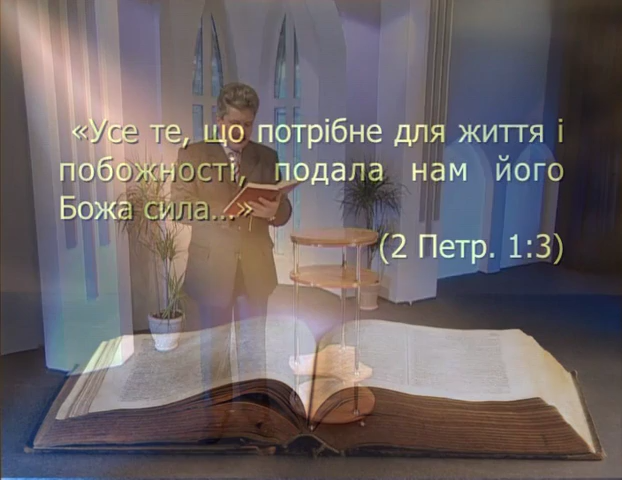 «Усе те, що потрібне для життя і
побожності, подала нам його
Божа сила...»
(2 Петр. 1:3)